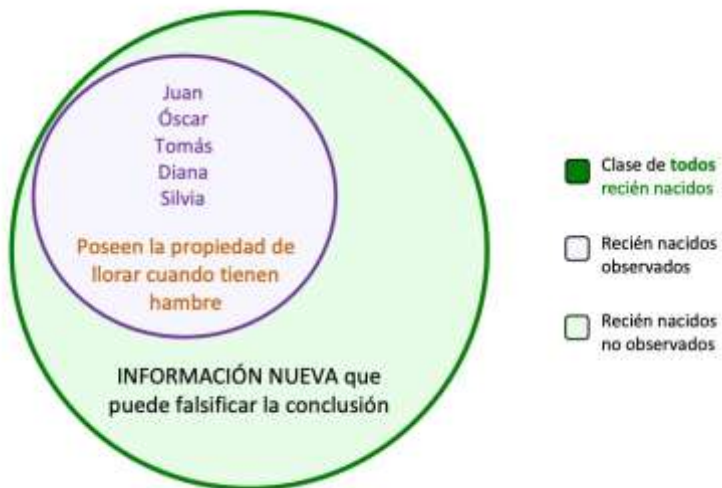 Juan
Óscar
Tomás
Diana
Silvia
Poseen la propiedad de
llorar cuando tienen
hambre
INFORMACIÓN NUEVA que
puede falsificar la conclusión
Clase de todos
recién nacidos
Recién nacidos
observados
Recién nacidos
no observados